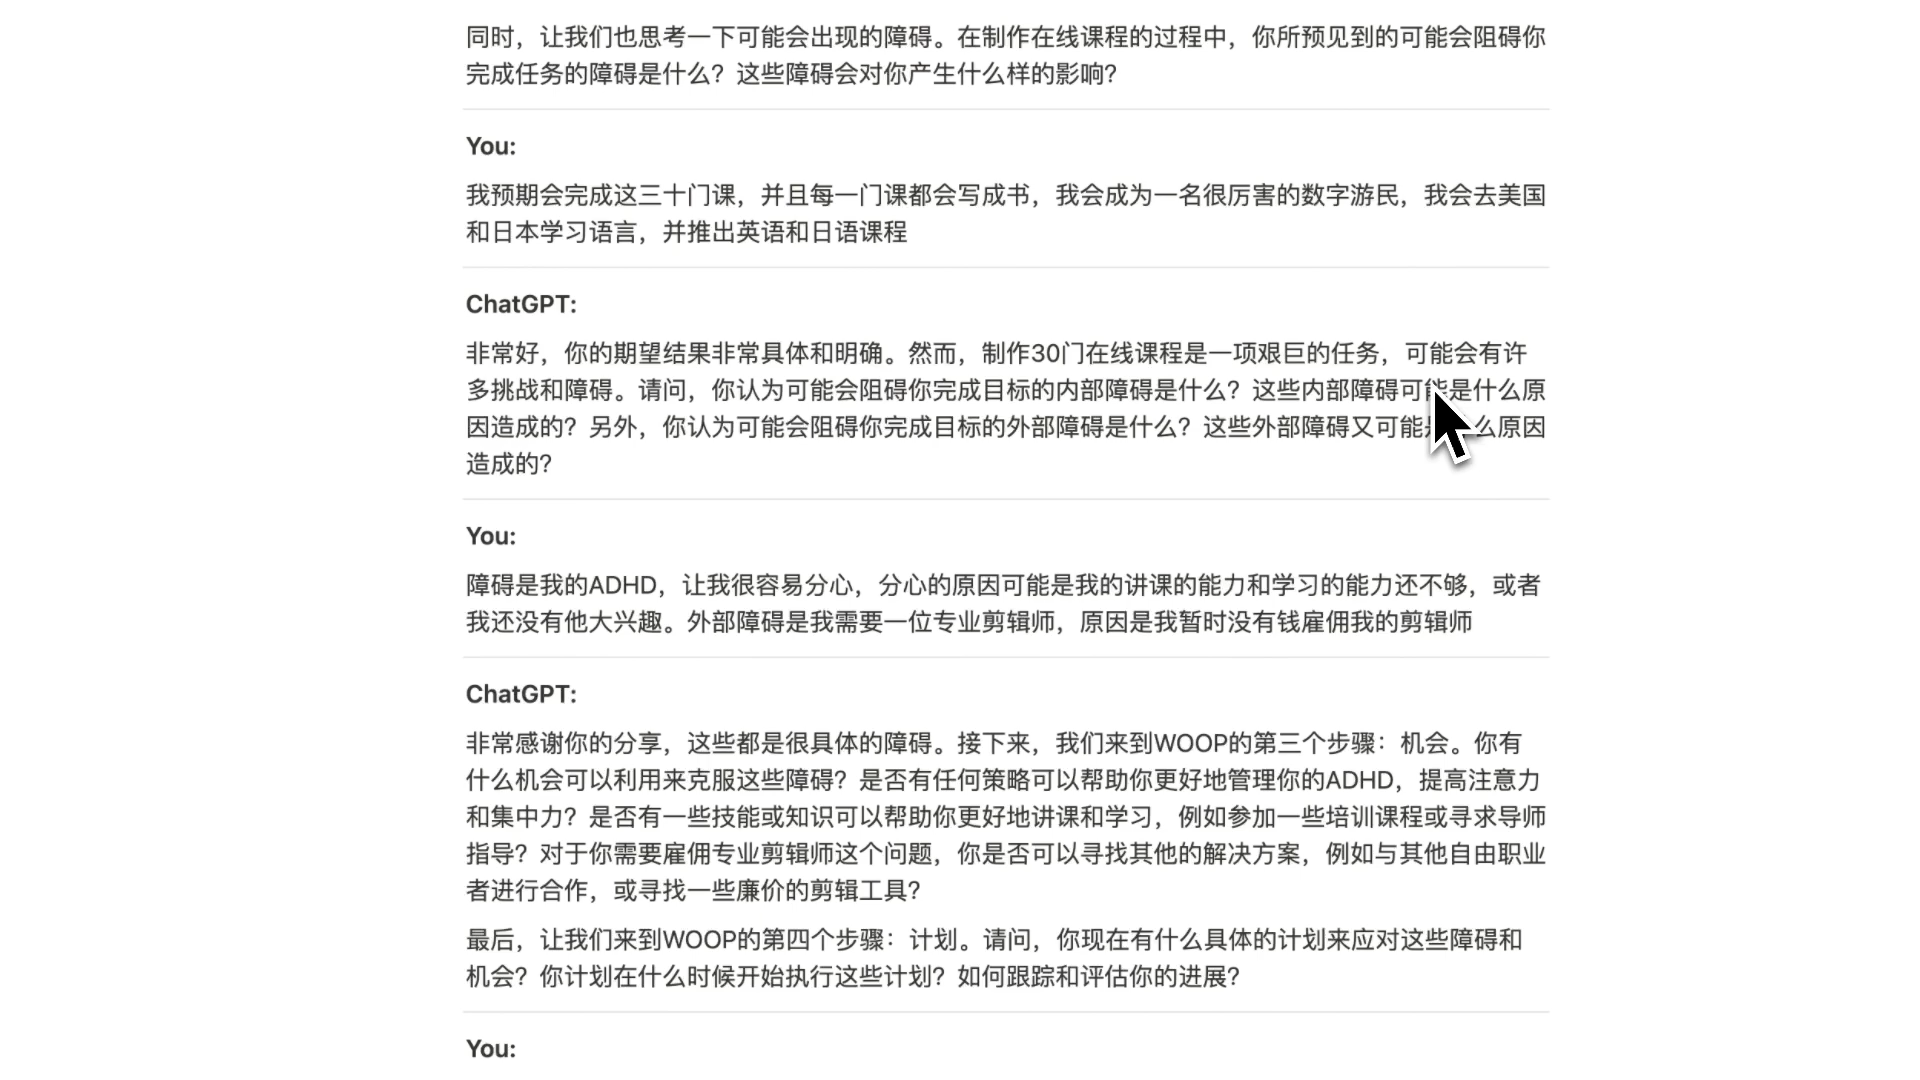 同时，让我们也思考一下可能会出现的障碍。在制作在线课程的过程中，你所预见到的可能会阻碍你
完成任务的障碍是什么？这些障碍会对你产生什么样的影响？
You:
我预期会完成这三十门课，并且每一门课都会写成书，我会成为一名很厉害的数字游民，我会去美国
和日本学习语言，并推出英语和日语课程
ChatGPT:
非常好，你的期望结果非常具体和明确。然而，制作30门在线课程是一项艰巨的任务，可能会有许
多挑战和障碍。请问，你认为可能会阻碍你完成目标的内部障碍是什么？这些内部障碍可能是什么原
因造成的？另外，你认为可能会阻碍你完成目标的外部障碍是什么？这些外部障碍又可能么原因
造成的？
You:
障碍是我的ADHD，让我很容易分心，分心的原因可能是我的讲课的能力和学习的能力还不够，或者
我还没有他大兴趣。外部障碍是我需要一位专业剪辑师，原因是我暂时没有钱雇佣我的剪辑师
ChatGPT:
非常感谢你的分享，这些都是很具体的障碍。接下来，我们来到WOOP的第三个步骤：机会。你有
什么机会可以利用来克服这些障碍？是否有任何策略可以帮助你更好地管理你的ADHD，提高注意力
和集中力？是否有一些技能或知识可以帮助你更好地讲课和学习，例如参加一些培训课程或寻求导师
指导？对于你需要雇佣专业剪辑师这个问题，你是否可以寻找其他的解决方案，例如与其他自由职业
者进行合作，或寻找一些廉价的剪辑工具？
最后，让我们来到WOOP的第四个步骤：计划。请问，你现在有什么具体的计划来应对这些障碍和
机会？你计划在什么时候开始执行这些计划？如何跟踪和评估你的进展？
You: